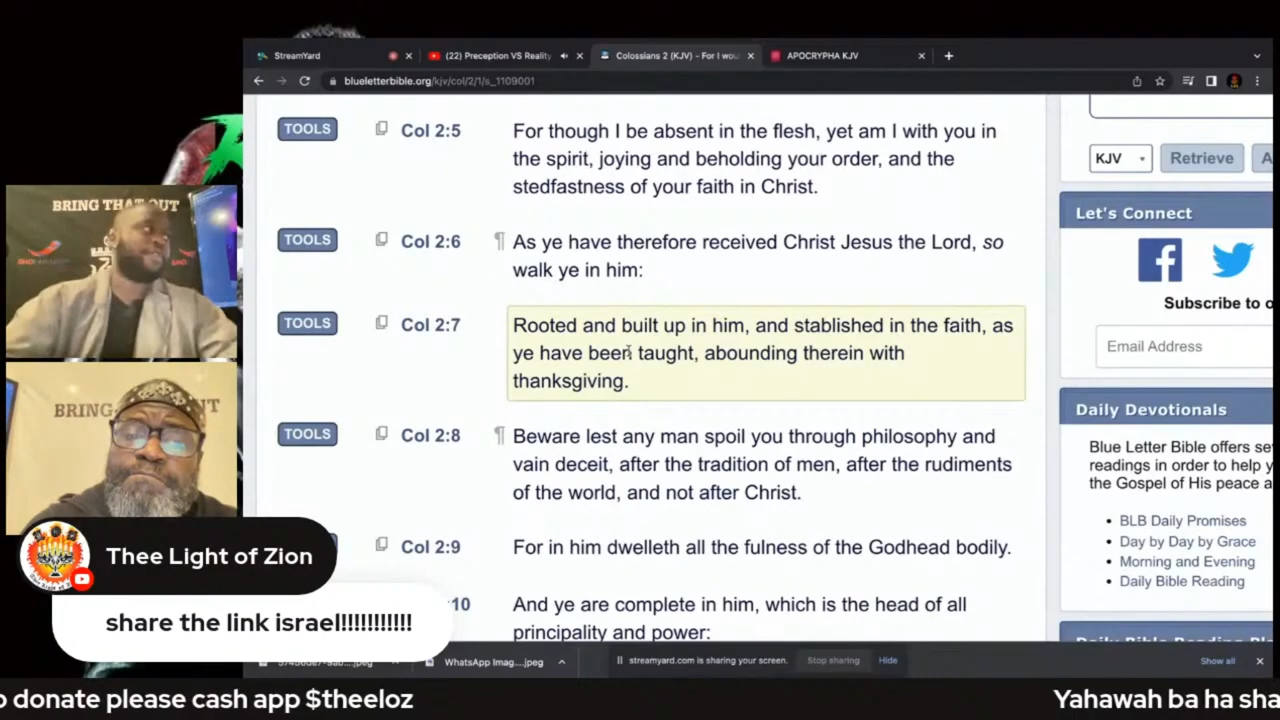 StreamYard
(22) Preception VS Reality
Colossians 2 (KJV) - For I wou
APOCRYPHA KJV
blueletterbible.org/kjv/col/2/1/s_1109001
TOOLS
Col 2:5
For though I be absent in the flesh, yet am I with you in
the spirit, joying and beholding your order, and the
stedfastness of your faith in Christ.
TOOLS
Col 2:6
¶ As ye have therefore received Christ Jesus the Lord, so
walk ye in him:
TOOLS
Col 2:7
Rooted and built up in him, and stablished in the faith, as
ye have been taught, abounding therein with
thanksgiving.
TOOLS
Col 2:8
¶ Beware lest any man spoil you through philosophy and
vain deceit, after the tradition of men, after the rudiments
of the world, and not after Christ.
Col 2:9
For in him dwelleth all the fulness of the Godhead bodily.
:10
And ye are complete in him, which is the head of all
principality and power:
KJV
Retrieve
Let's Connect
Subscribe to o
Email Address
Daily Devotionals
Blue Letter Bible offers se
readings in order to help y
the Gospel of His peace a
BLB Daily Promises
Day by Day by Grace
Morning and Evening
Daily Bible Reading
BRING THAT OUT
BRING
UT
Thee Light of Zion
share the link israel!!!!!!!!!!!
WhatsApp Imag....jpeg
streamyard.com is sharing your screen.
Stop sharing
Hide
Show all
o donate please cash app $theeloz
Yahawah ba ha sha